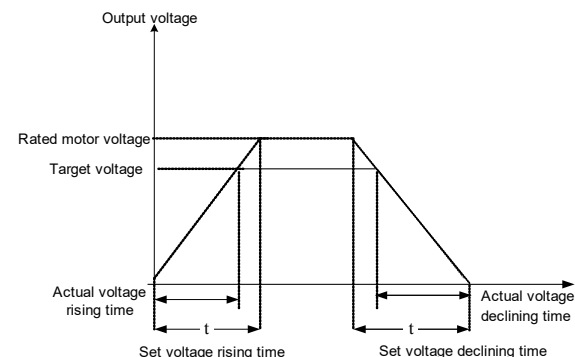 Output voltage
Rated motor voltage
Target voltage
Actual voltage
rising time
Actual voltage
declining time
t
t
Set voltage rising time
Set voltage declining time